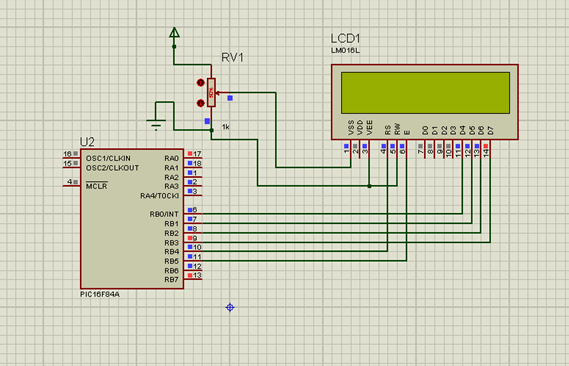 LCD1
LM016L
RV1
1k
VSS VDD VEE RS RW E D0 D1 D2 D3 D4 D5 D6 D7
1 2 3 4 5 6 7 8 9 10 11 12 13 14
U2
16 OSC1/CLKIN RA0 17
15 OSC2/CLKOUT RA1 18
RA2 1
4 MCLR RA3 2
RA4/T0CKI 3
RB0/INT 6
RB1 7
RB2 8
RB3 9
RB4 10
RB5 11
RB6 12
RB7 13
PIC16F84A